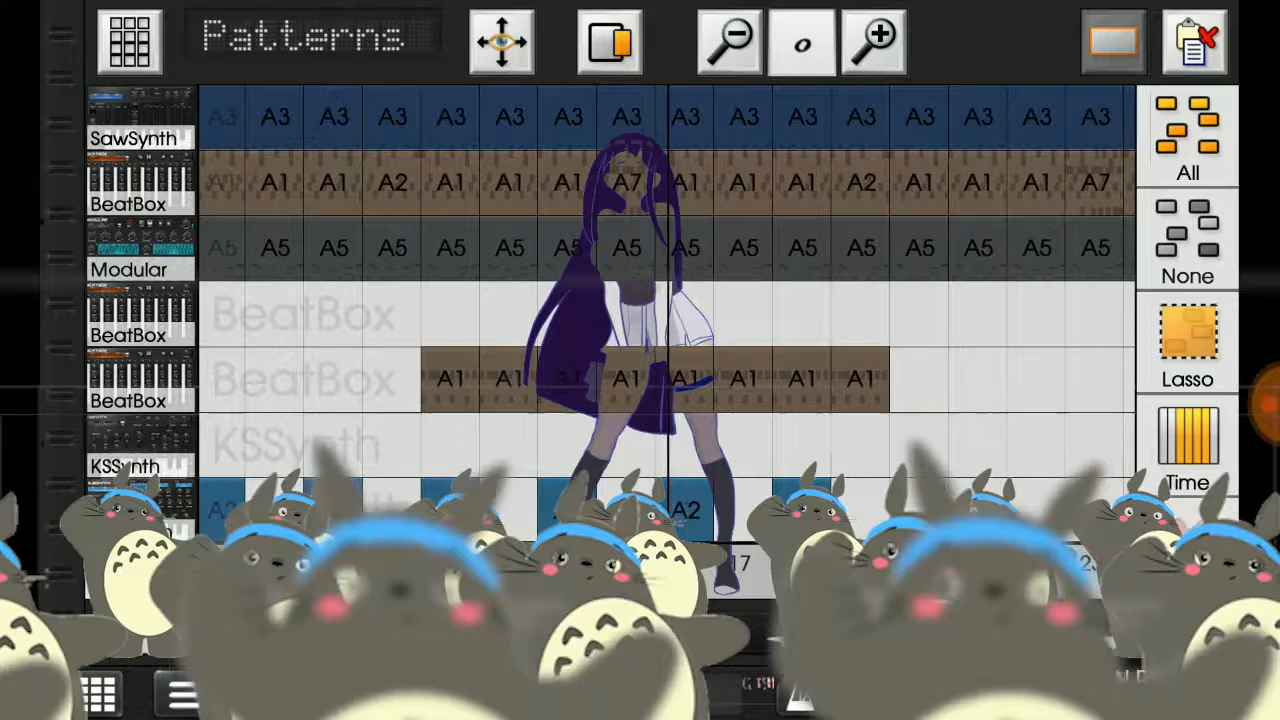 Patterns
SawSynth A3 A3 A3 A3 A3 A3 A3 A3 A3 A3 A3 A3 A3 A3 A3 A3
All
BeatBox A1 A1 A1 A2 A1 A1 A1 A7 A1 A1 A1 A2 A1 A1 A1 A7
Modular A5 A5 A5 A5 A5 A5 A5 A5 A5 A5 A5 A5 A5 A5 A5 A5
None
BeatBox BeatBox
BeatBox BeatBox A1 A1 A1 A1 A1 A1 A1 A1
Lasso
KSSynth KSSynth
Time
A2 A2
17